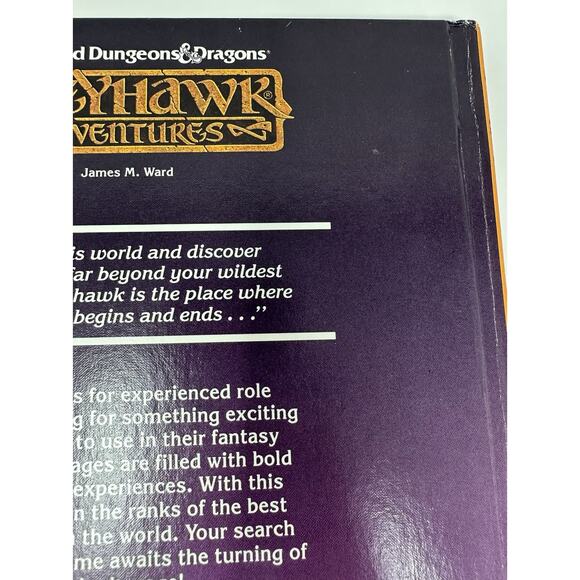 d Dungeons&Dragons®
EYHAWK®
VENTURES
James M. Ward
is world and discover
far beyond your wildest
hawk is the place where
begins and ends . . ."
s for experienced role
g for something exciting
to use in their fantasy
ages are filled with bold
experiences. With this
n the ranks of the best
the world. Your search
me awaits the turning of